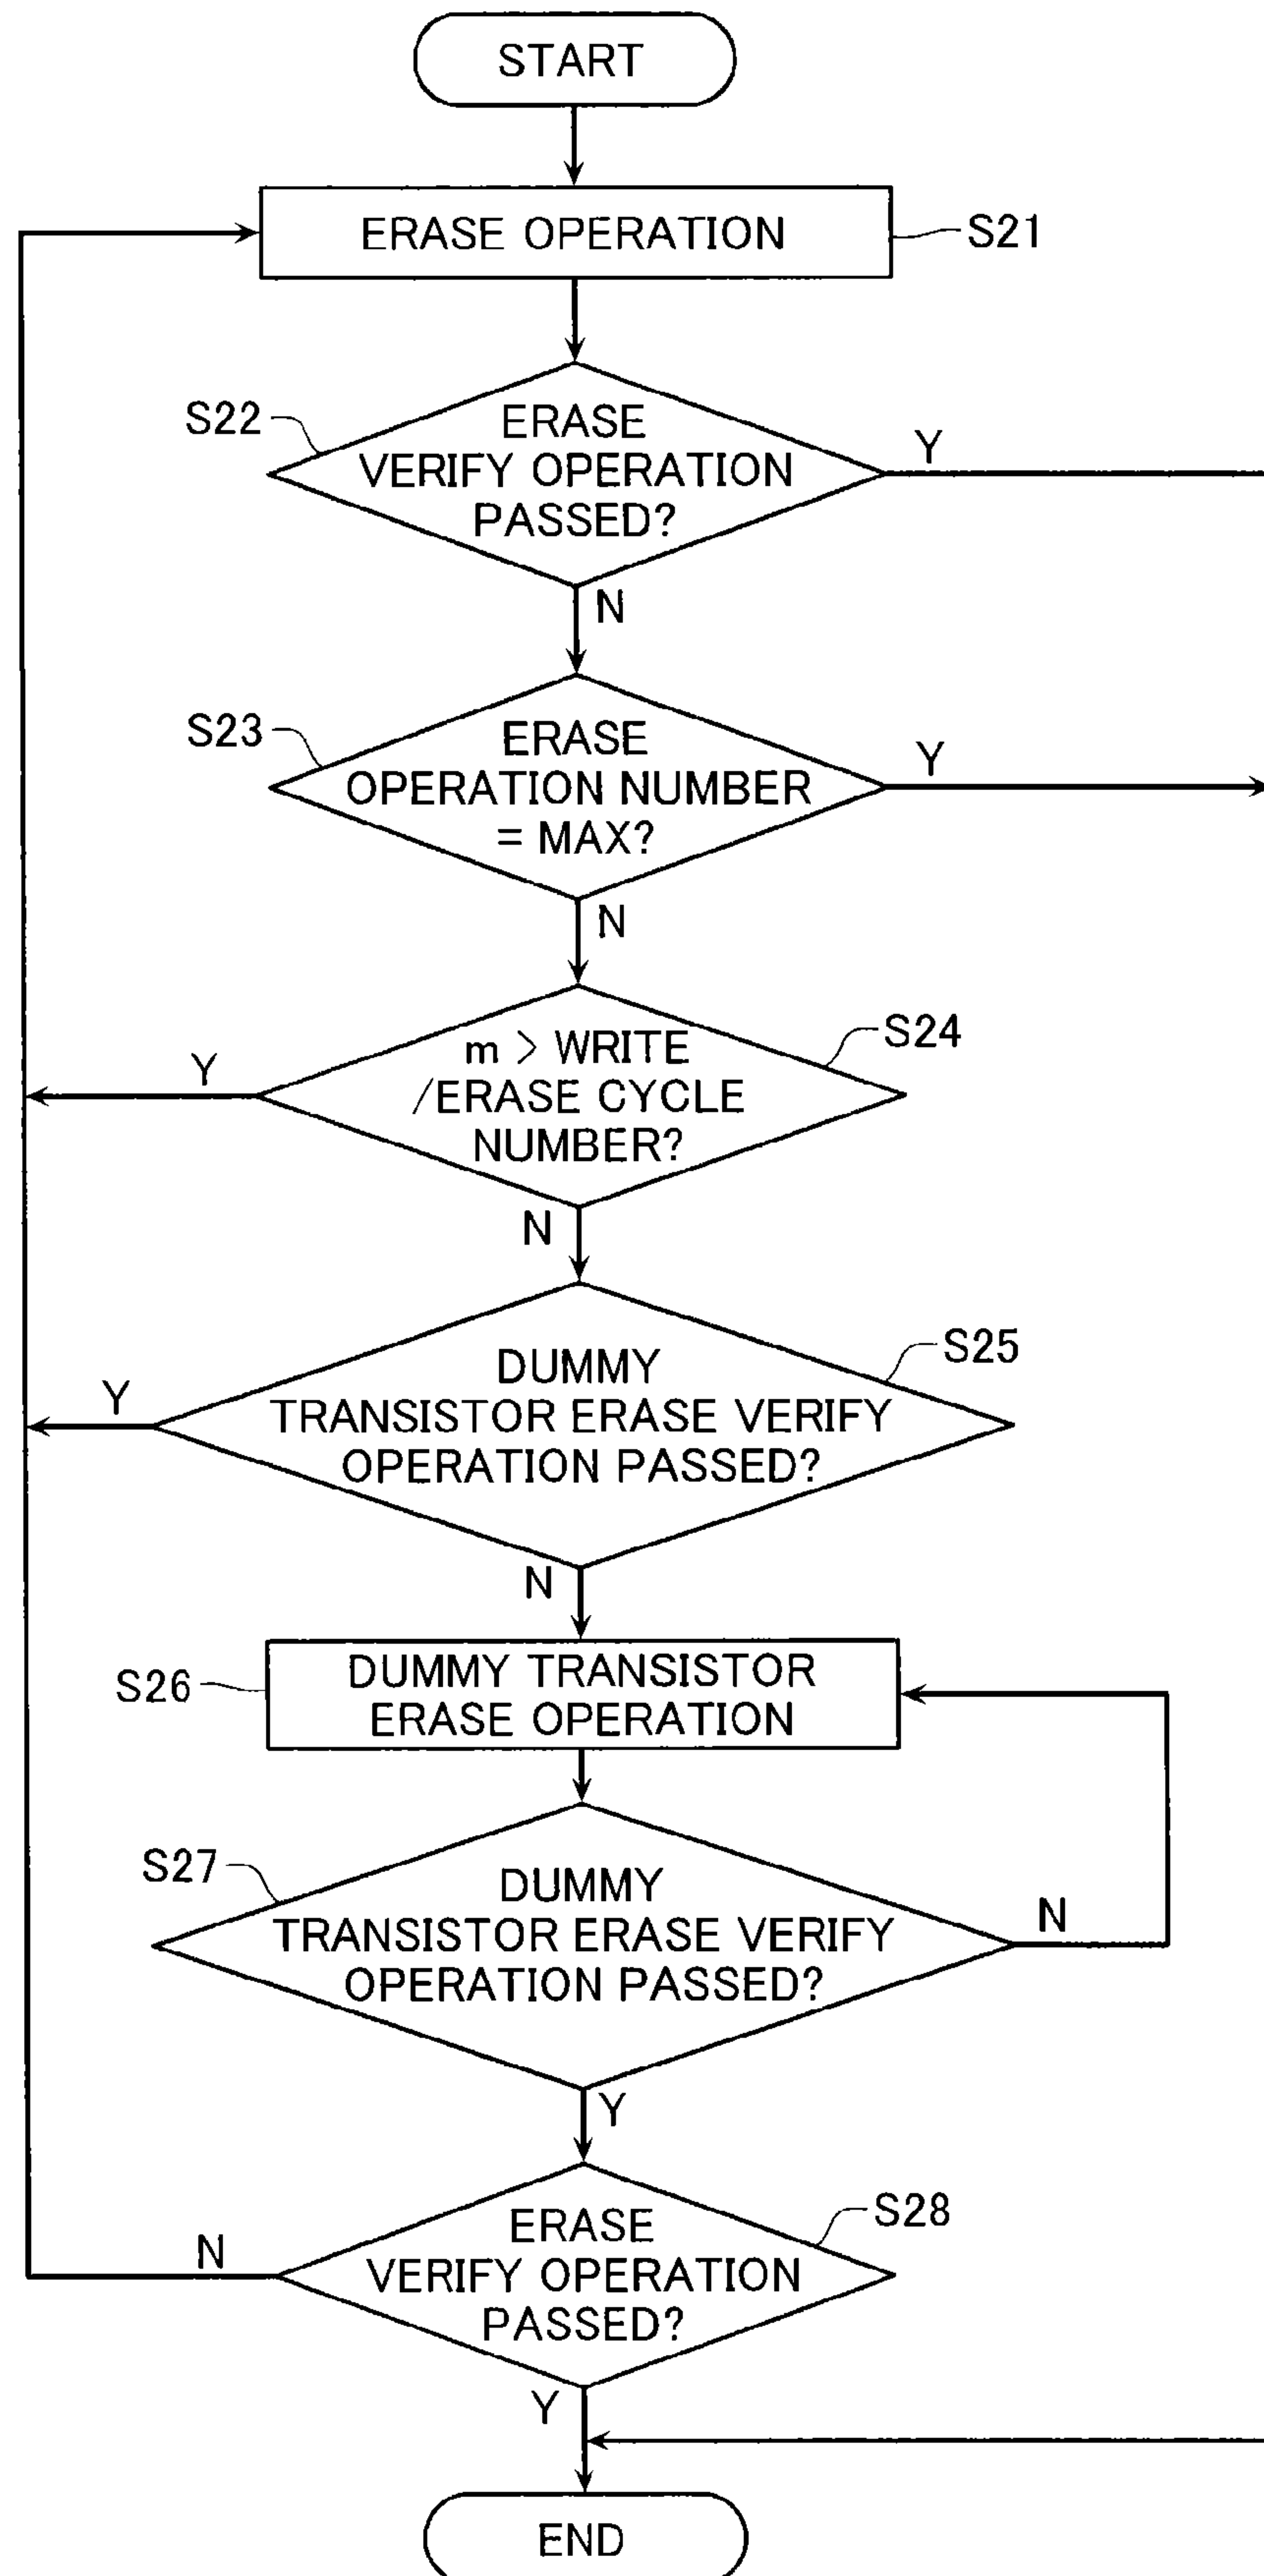 START
ERASE OPERATION
S21
S22
ERASE
VERIFY OPERATION
PASSED?
Y
N
S23
ERASE
OPERATION NUMBER
= MAX?
Y
N
S24
m > WRITE
/ERASE CYCLE
NUMBER?
Y
N
S25
DUMMY
TRANSISTOR ERASE VERIFY
OPERATION PASSED?
Y
N
S26
DUMMY TRANSISTOR
ERASE OPERATION
S27
DUMMY
TRANSISTOR ERASE VERIFY
OPERATION PASSED?
N
Y
S28
ERASE
VERIFY OPERATION
PASSED?
N
Y
END